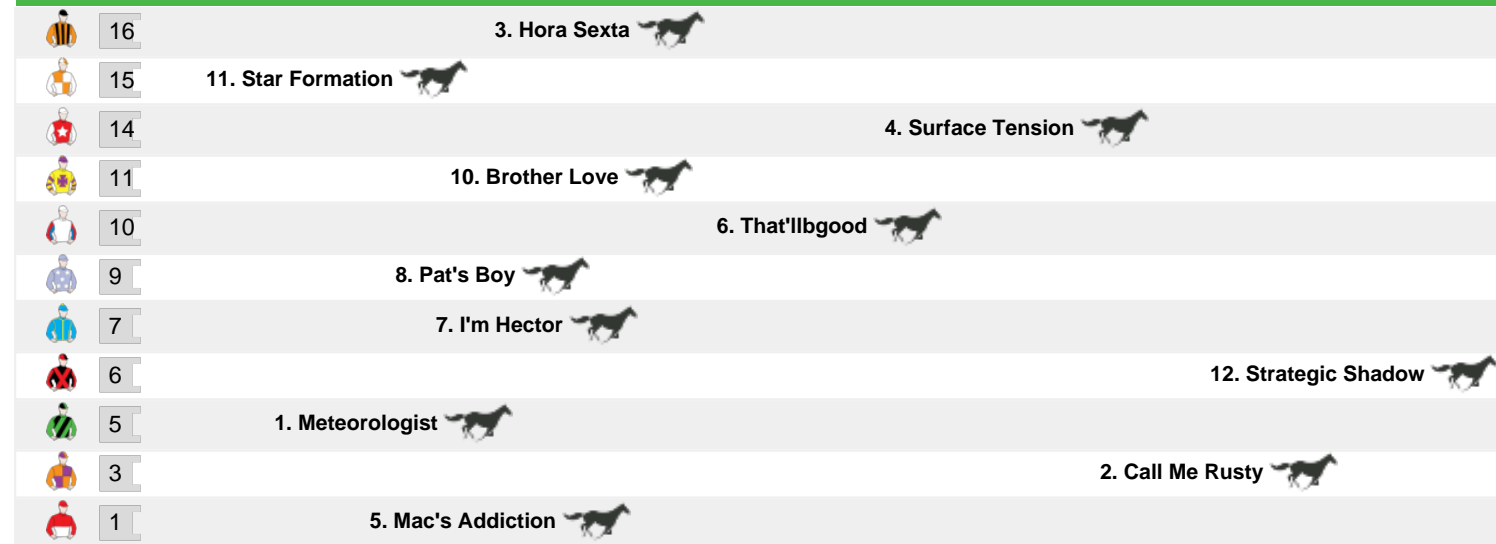 16 3. Hora Sexta
15 11. Star Formation
14 4. Surface Tension
11 10. Brother Love
10 6. That'llbgood
9 8. Pat's Boy
7 7. I'm Hector
6 12. Strategic Shadow
5 1. Meteorologist
3 2. Call Me Rusty
1 5. Mac's Addiction